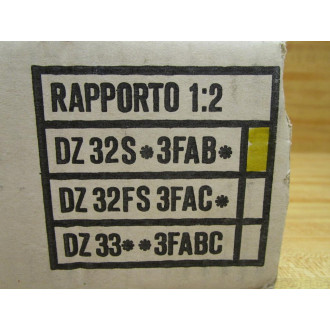 RAPPORTO 1:2
DZ 32S*3FAB*
DZ 32FS 3FAC*
DZ 33**3FABC